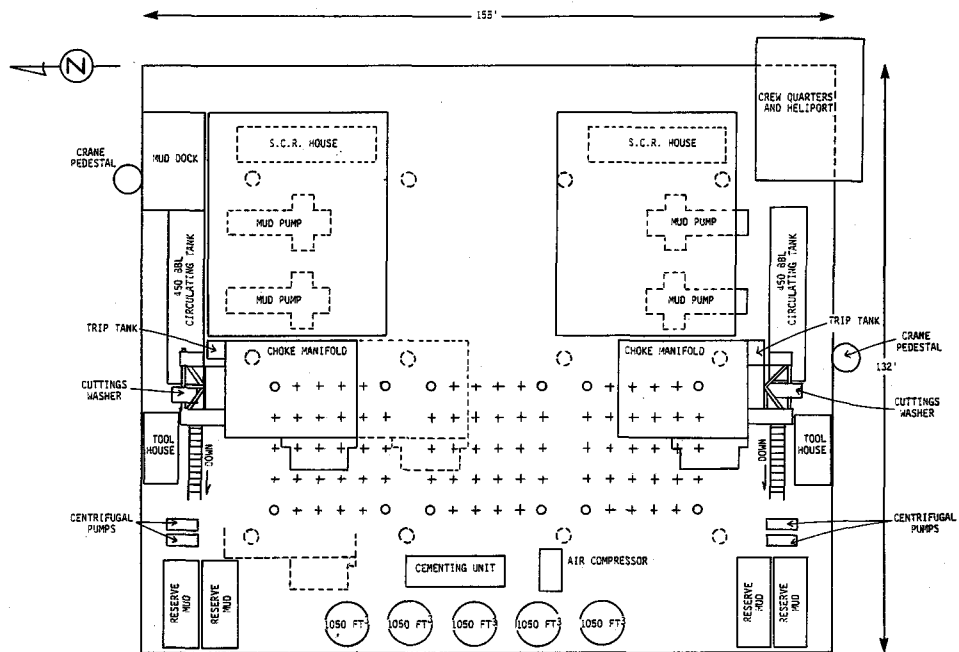 153'
N
CREW QUARTERS
AND HELIPORT
S.C.R. HOUSE
S.C.R. HOUSE
CRANE
PEDESTAL
MUD DOCK
MUD PUMP
MUD PUMP
450 BBL
CIRCULATING TANK
450 BBL
CIRCULATING TANK
MUD PUMP
MUD PUMP
TRIP TANK
TRIP TANK
CHOKE MANIFOLD
CHOKE MANIFOLD
CRANE
PEDESTAL
132'
CUTTINGS
WASHER
CUTTINGS
WASHER
TOOL
HOUSE
DOWN
DOWN
TOOL
HOUSE
CENTRIFUGAL
PUMPS
CENTRIFUGAL
PUMPS
CEMENTING UNIT
AIR COMPRESSOR
RESERVE
MUD
RESERVE
MUD
RESERVE
MUD
RESERVE
MUD
1050 FT3
1050 FT3
1050 FT3
1050 FT3
1050 FT3